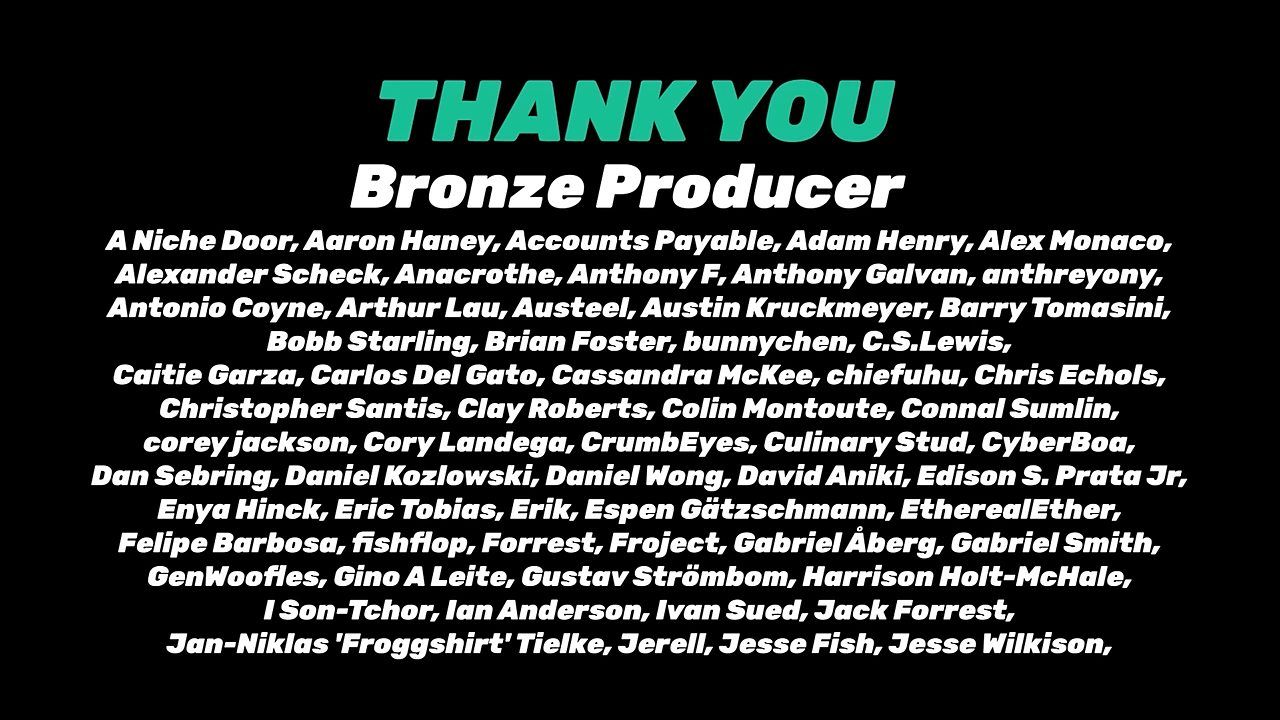 THANK YOU
Bronze Producer
A Niche Door, Aaron Haney, Accounts Payable, Adam Henry, Alex Monaco,
Alexander Scheck, Anacrothe, Anthony F, Anthony Galvan, anthreyony,
Antonio Coyne, Arthur Lau, Austeel, Austin Kruckmeyer, Barry Tomasini,
Bobb Starling, Brian Foster, bunnychen, C.S.Lewis,
Caitie Garza, Carlos Del Gato, Cassandra McKee, chiefuhu, Chris Echols,
Christopher Santis, Clay Roberts, Colin Montoute, Connal Sumlin,
corey jackson, Cory Landega, CrumbEyes, Culinary Stud, CyberBoa,
Dan Sebring, Daniel Kozlowski, Daniel Wong, David Aniki, Edison S. Prata Jr,
Enya Hinck, Eric Tobias, Erik, Espen Gätzschmann, EtherealEther,
Felipe Barbosa, fishflop, Forrest, Froject, Gabriel Åberg, Gabriel Smith,
GenWoofles, Gino A Leite, Gustav Strömbom, Harrison Holt-McHale,
I Son-Tchor, Ian Anderson, Ivan Sued, Jack Forrest,
Jan-Niklas 'Froggshirt' Tielke, Jerell, Jesse Fish, Jesse Wilkison,